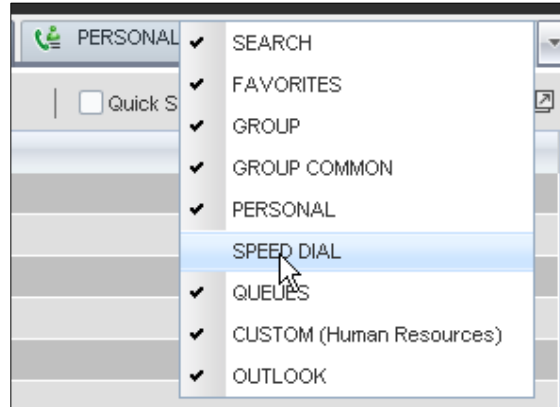 PERSONAL
Quick S
SEARCH
FAVORITES
GROUP
GROUP COMMON
PERSONAL
SPEED DIAL
QUEUES
CUSTOM (Human Resources)
OUTLOOK